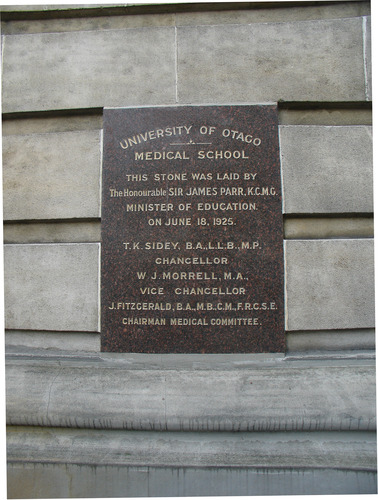 UNIVERSITY OF OTAGO
MEDICAL SCHOOL
THIS STONE WAS LAID BY
The Honourable SIR JAMES PARR, K.C.M.G.
MINISTER OF EDUCATION.
ON JUNE 18, 1925.
T.K. SIDEY, B.A., L.L.B., M.P.
CHANCELLOR
W.J. MORRELL, M.A.,
VICE CHANCELLOR
J. FITZGERALD, B.A., M.B.C.M., F.R.C.S.E.
CHAIRMAN MEDICAL COMMITTEE.